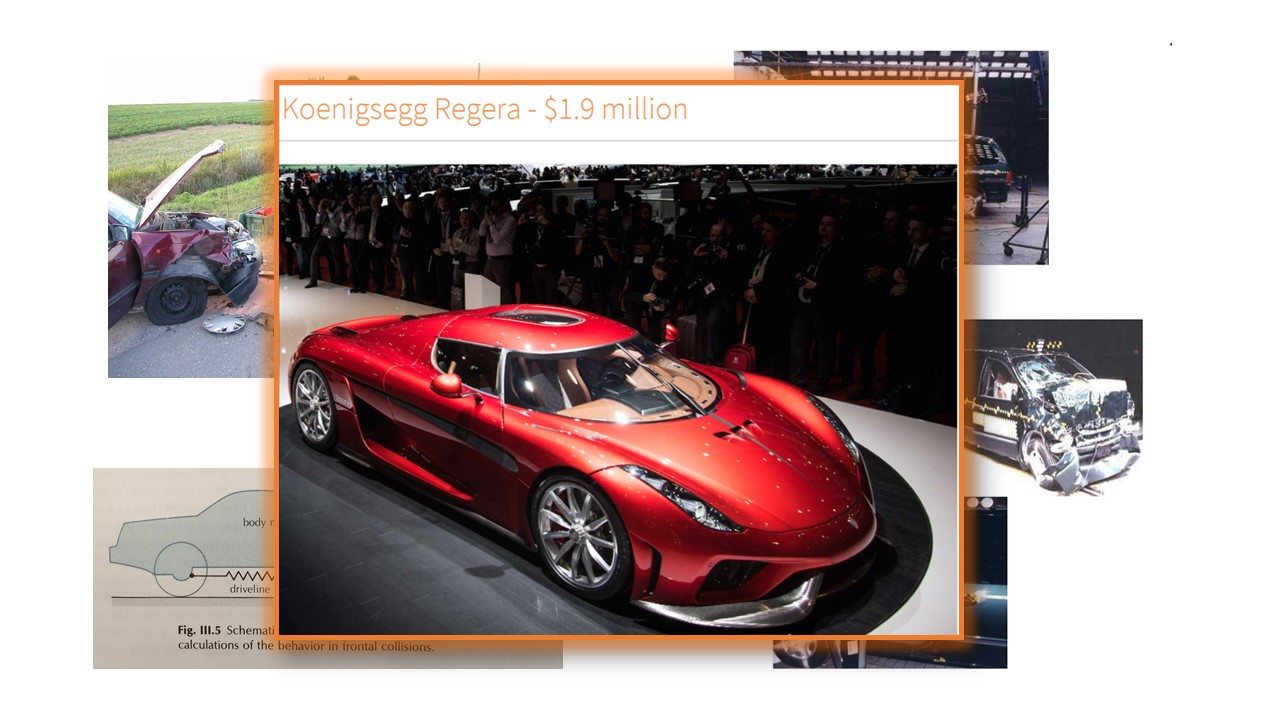 Koenigsegg Regera - $1.9 million
body
driveline
Fig. III.5 Schemati
calculations of the behavior in frontal collisions.